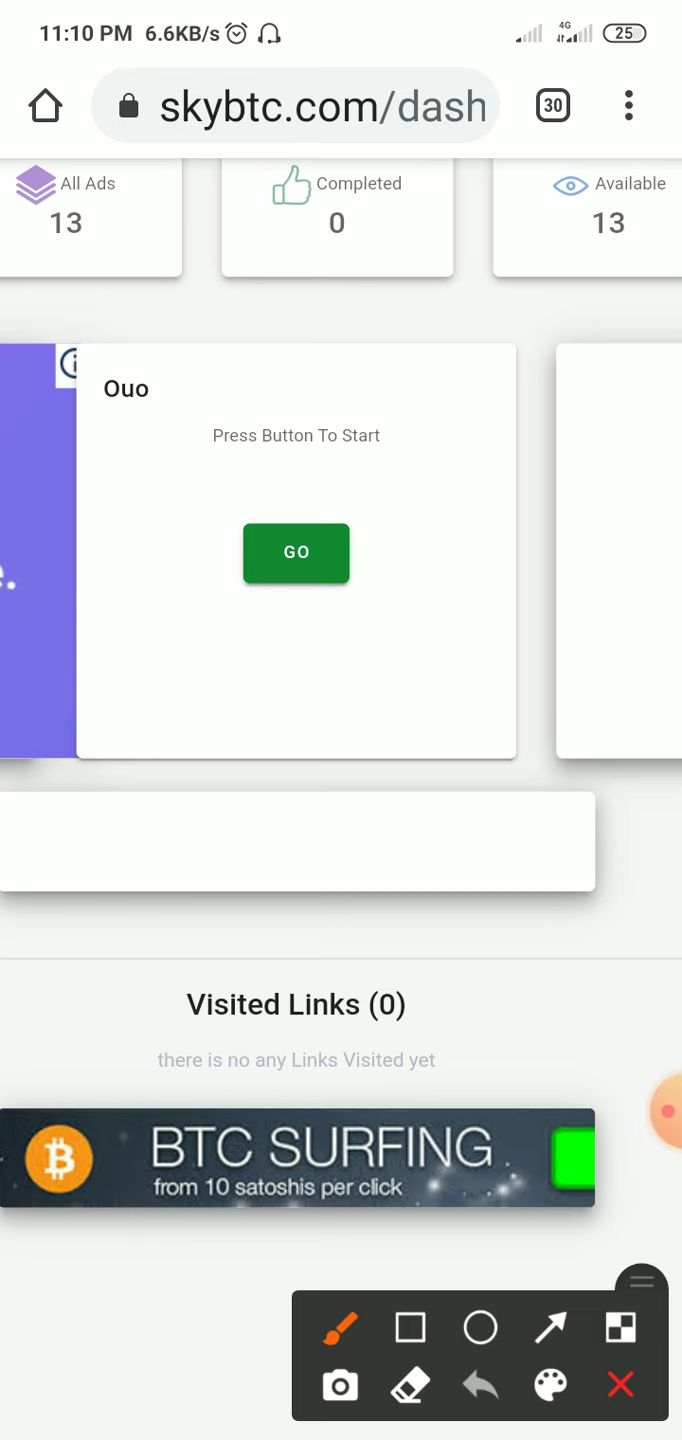 11:10 PM 6.6KB/s 4G 25
skybtc.com/dash 30
All Ads Completed Available
13 0 13
Ouo
Press Button To Start
e.
GO
Visited Links (0)
there is no any Links Visited yet
BTC SURFING
from 10 satoshis per click